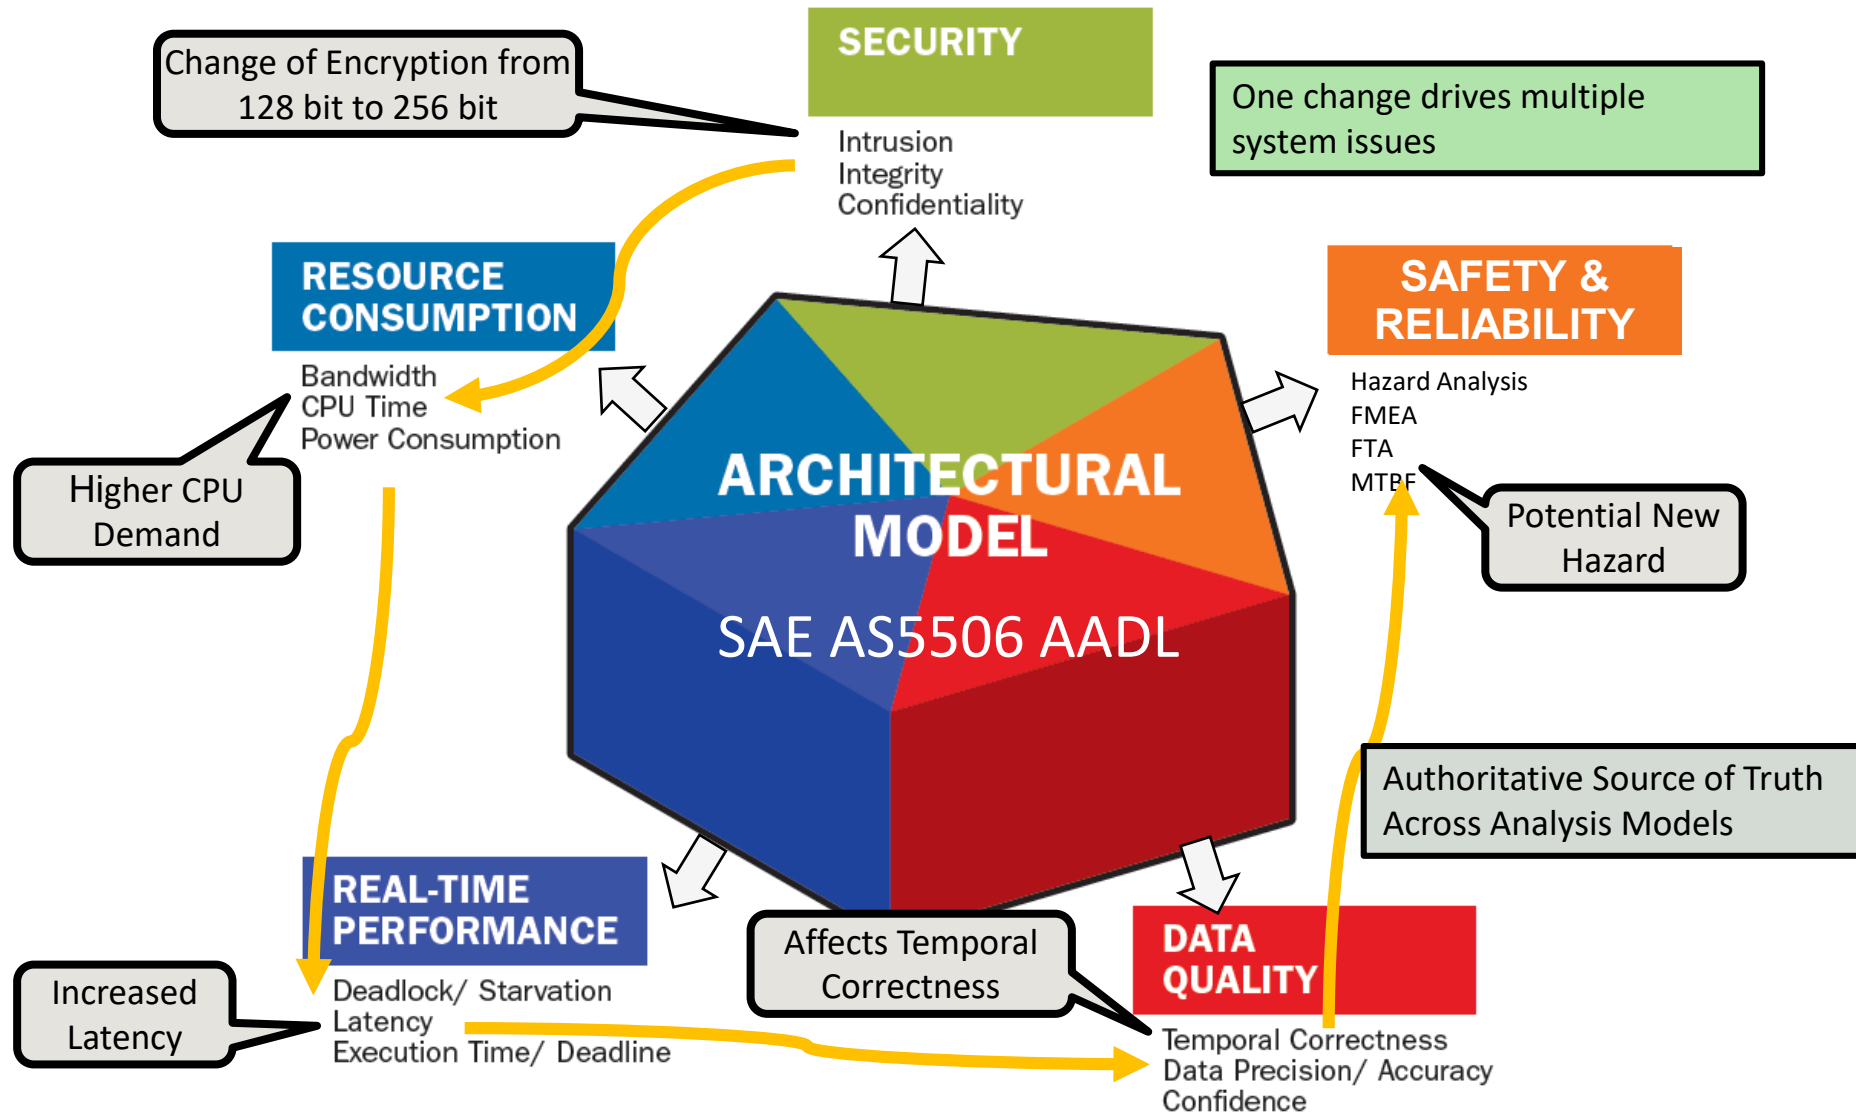 SECURITY
Change of Encryption from
128 bit to 256 bit
One change drives multiple
system issues
Intrusion
Integrity
Confidentiality
RESOURCE
CONSUMPTION
SAFETY &
RELIABILITY
Bandwidth
CPU Time
Power Consumption
Hazard Analysis
FMEA
FTA
MTBF
Higher CPU
Demand
Potential New
Hazard
ARCHITECTURAL
MODEL
SAE AS5506 AADL
Authoritative Source of Truth
Across Analysis Models
REAL-TIME
PERFORMANCE
Affects Temporal
Correctness
DATA
QUALITY
Increased
Latency
Deadlock/ Starvation
Latency
Execution Time/ Deadline
Temporal Correctness
Data Precision/ Accuracy
Confidence